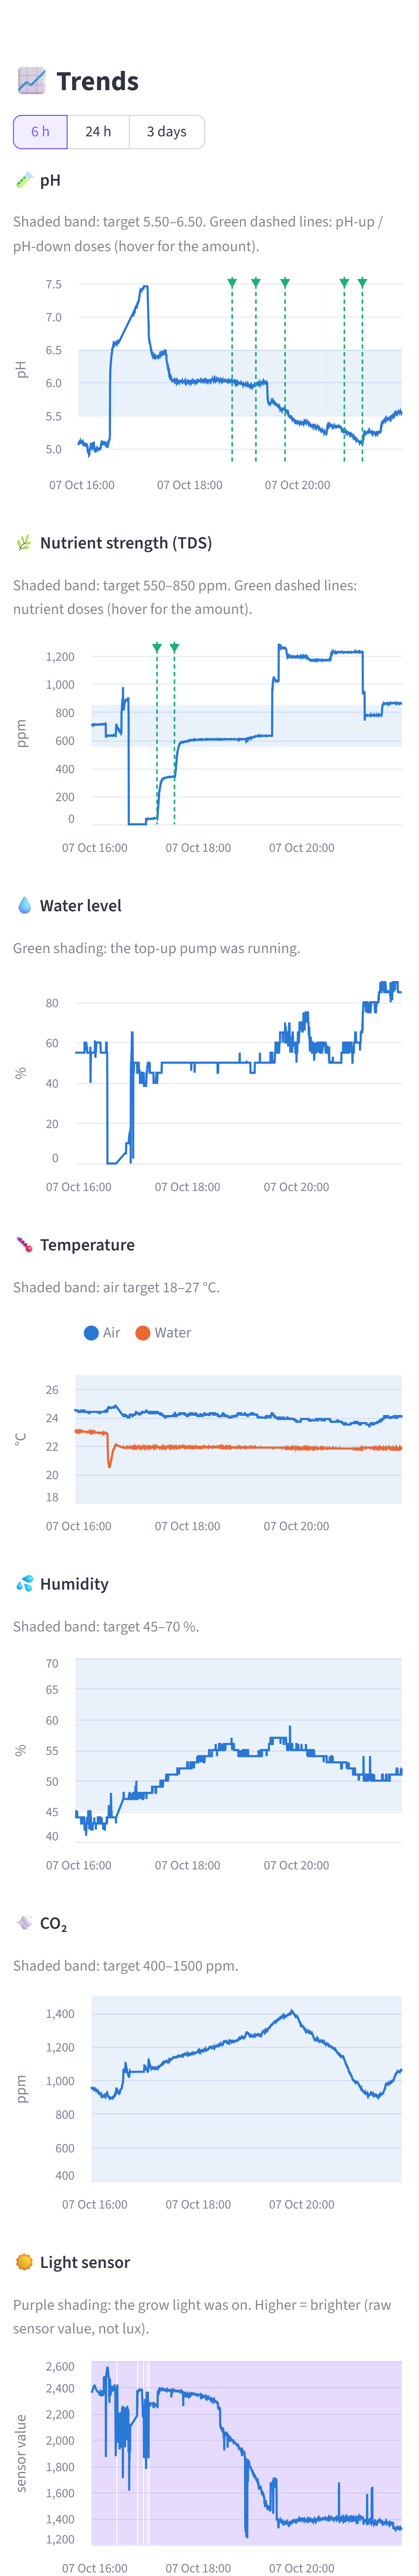 Trends
6 h 24 h 3 days
pH
Shaded band: target 5.50–6.50. Green dashed lines: pH-up /
pH-down doses (hover for the amount).
7.5
7.0
6.5
6.0
5.5
5.0
pH
07 Oct 16:00 07 Oct 18:00 07 Oct 20:00
Nutrient strength (TDS)
Shaded band: target 550–850 ppm. Green dashed lines:
nutrient doses (hover for the amount).
1,200
1,000
800
600
400
200
0
ppm
07 Oct 16:00 07 Oct 18:00 07 Oct 20:00
Water level
Green shading: the top-up pump was running.
80
60
40
20
0
%
07 Oct 16:00 07 Oct 18:00 07 Oct 20:00
Temperature
Shaded band: air target 18–27 °C.
Air Water
26
24
22
20
18
°C
07 Oct 16:00 07 Oct 18:00 07 Oct 20:00
Humidity
Shaded band: target 45–70 %.
70
65
60
55
50
45
40
%
07 Oct 16:00 07 Oct 18:00 07 Oct 20:00
CO₂
Shaded band: target 400–1500 ppm.
1,400
1,200
1,000
800
600
400
ppm
07 Oct 16:00 07 Oct 18:00 07 Oct 20:00
Light sensor
Purple shading: the grow light was on. Higher = brighter (raw
sensor value, not lux).
2,600
2,400
2,200
2,000
1,800
1,600
1,400
1,200
sensor value
07 Oct 16:00 07 Oct 18:00 07 Oct 20:00